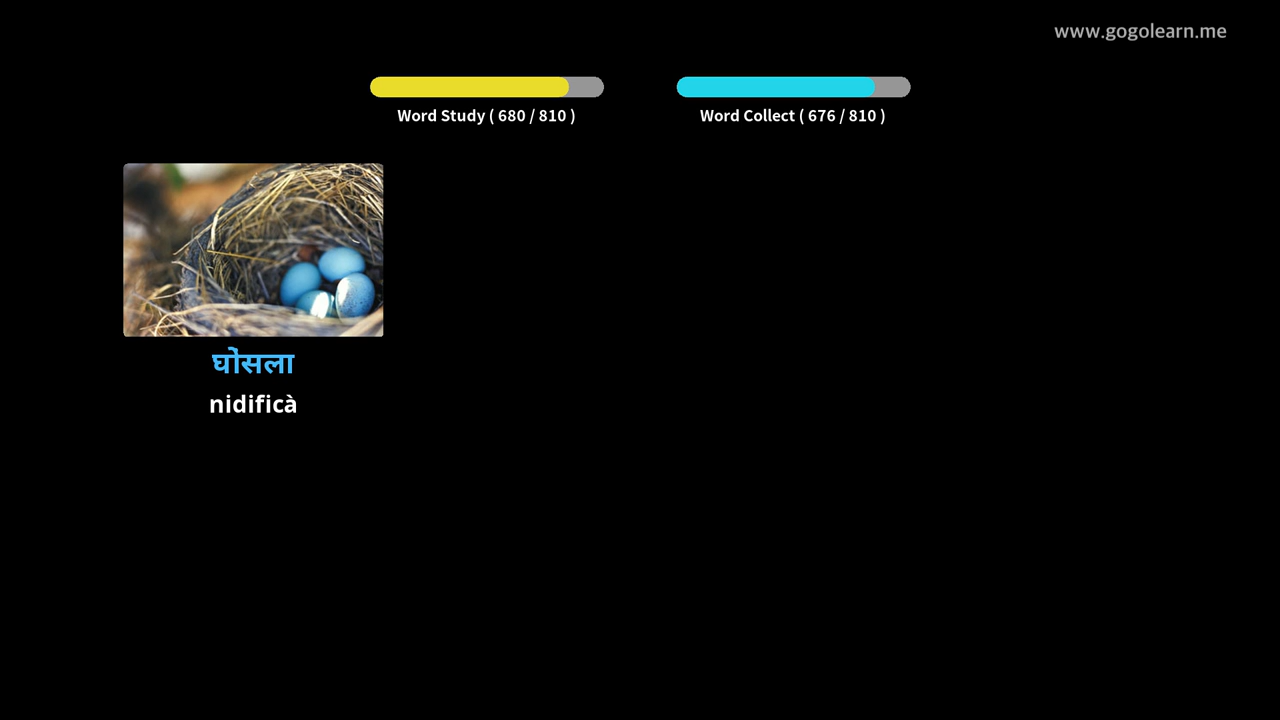 www.gogolearn.me
Word Study ( 680 / 810 )
Word Collect ( 676 / 810 )
घोंसला
nidificà